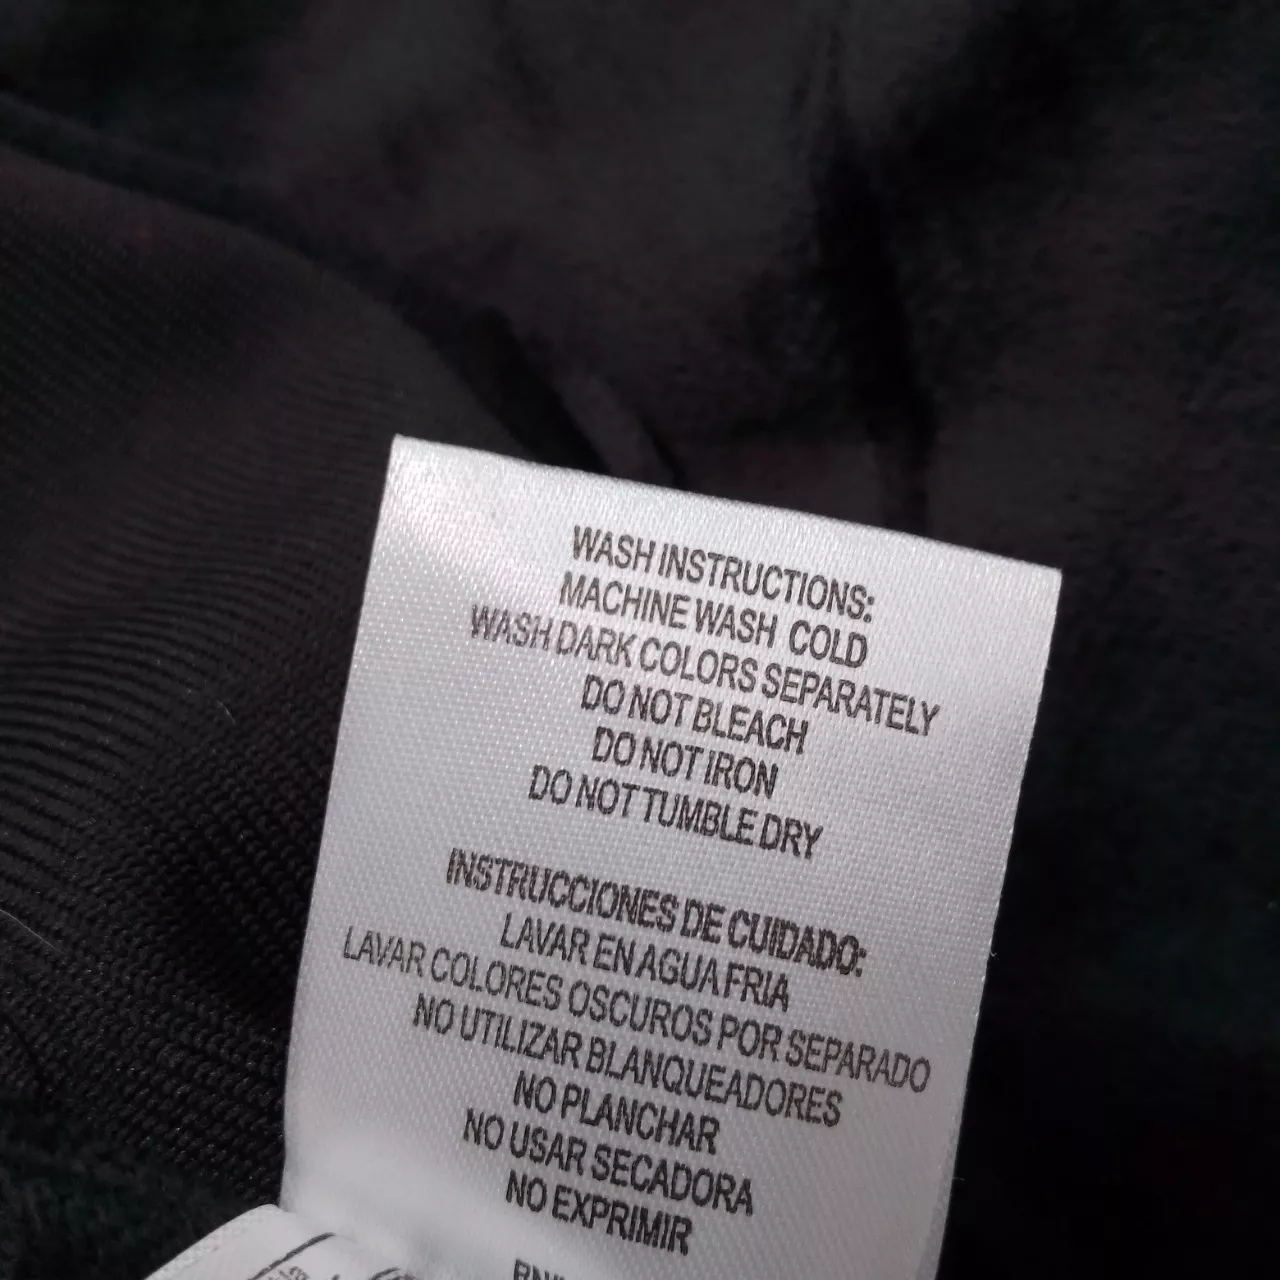 WASH INSTRUCTIONS:
MACHINE WASH COLD
WASH DARK COLORS SEPARATELY
DO NOT BLEACH
DO NOT IRON
DO NOT TUMBLE DRY
INSTRUCCIONES DE CUIDADO:
LAVAR EN AGUA FRIA
LAVAR COLORES OSCUROS POR SEPARADO
NO UTILIZAR BLANQUEADORES
NO PLANCHAR
NO USAR SECADORA
NO EXPRIMIR